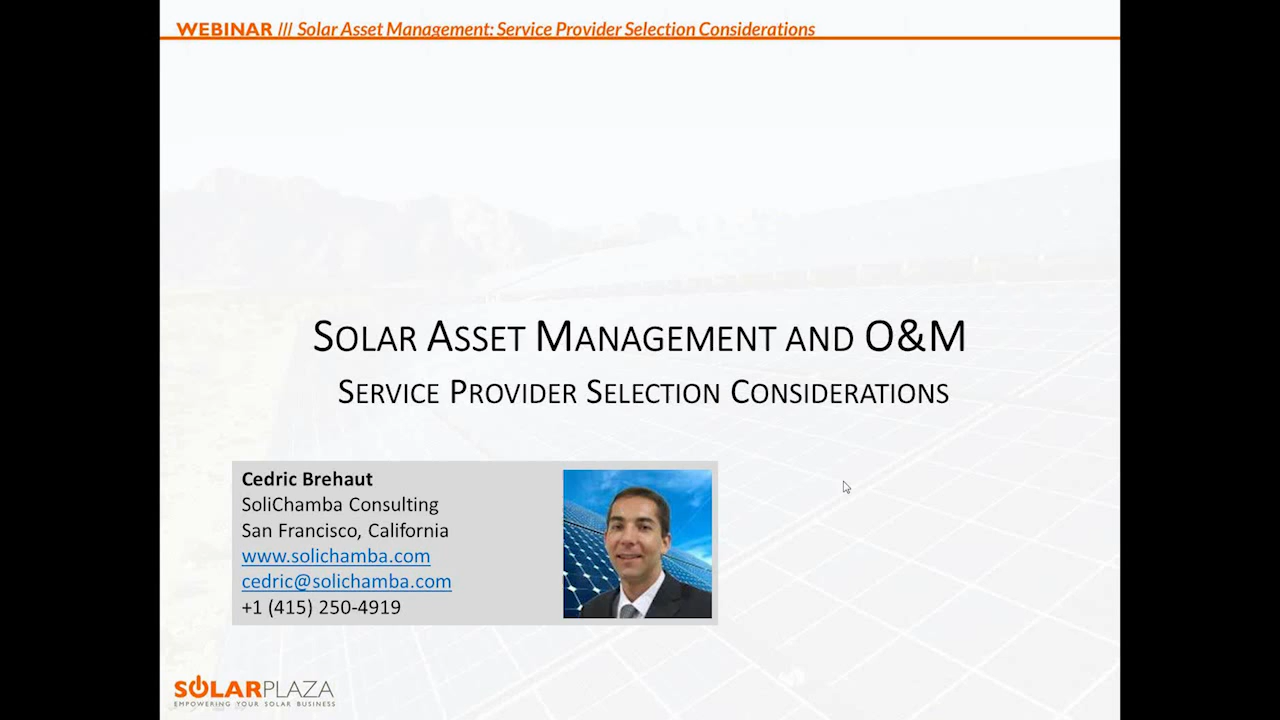 WEBINAR /// Solar Asset Management: Service Provider Selection Considerations
SOLAR ASSET MANAGEMENT AND O&M
SERVICE PROVIDER SELECTION CONSIDERATIONS
Cedric Brehaut
SoliChamba Consulting
San Francisco, California
www.solichamba.com
cedric@solichamba.com
+1 (415) 250-4919
SOLARPLAZA
EMPOWERING YOUR SOLAR BUSINESS